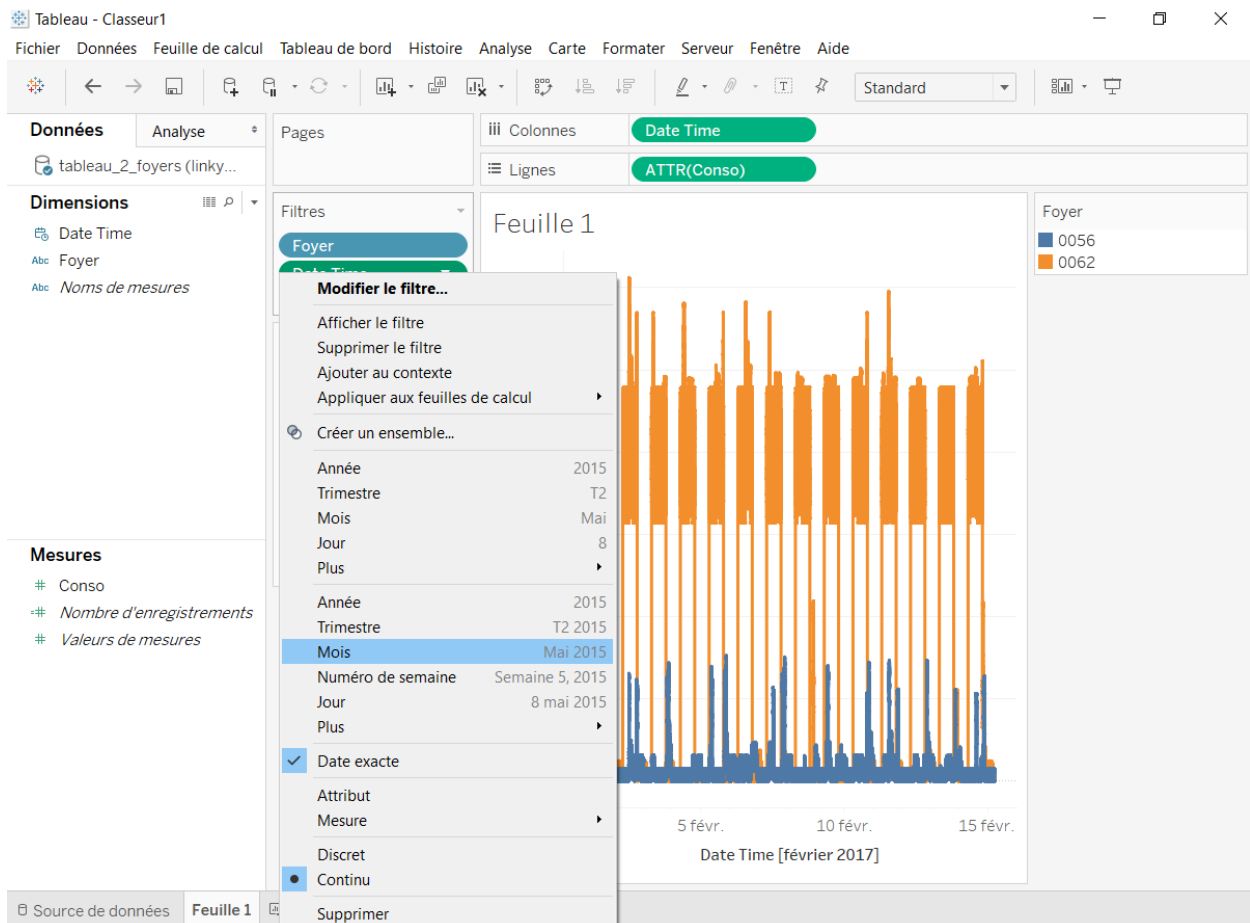 Tableau - Classeur1
Fichier Données Feuille de calcul Tableau de bord Histoire Analyse Carte Formater Serveur Fenêtre Aide
Standard
Données Analyse
Pages
Colonnes
Date Time
tableau_2_foyers (linky...
Lignes
ATTR(Conso)
Dimensions
Date Time
Abc Foyer
Abc Noms de mesures
Filtres
Foyer
Date Time
Feuille 1
Foyer
0056
0062
Modifier le filtre...
Afficher le filtre
Supprimer le filtre
Ajouter au contexte
Appliquer aux feuilles de calcul
Créer un ensemble...
Année 2015
Trimestre T2
Mois Mai
Jour 8
Plus
Année 2015
Trimestre T2 2015
Mois Mai 2015
Numéro de semaine Semaine 5, 2015
Jour 8 mai 2015
Plus
Date exacte
Attribut
Mesure
Discret
Continu
Supprimer
Mesures
# Conso
=# Nombre d'enregistrements
# Valeurs de mesures
5 févr. 10 févr. 15 févr.
Date Time [février 2017]
Source de données Feuille 1